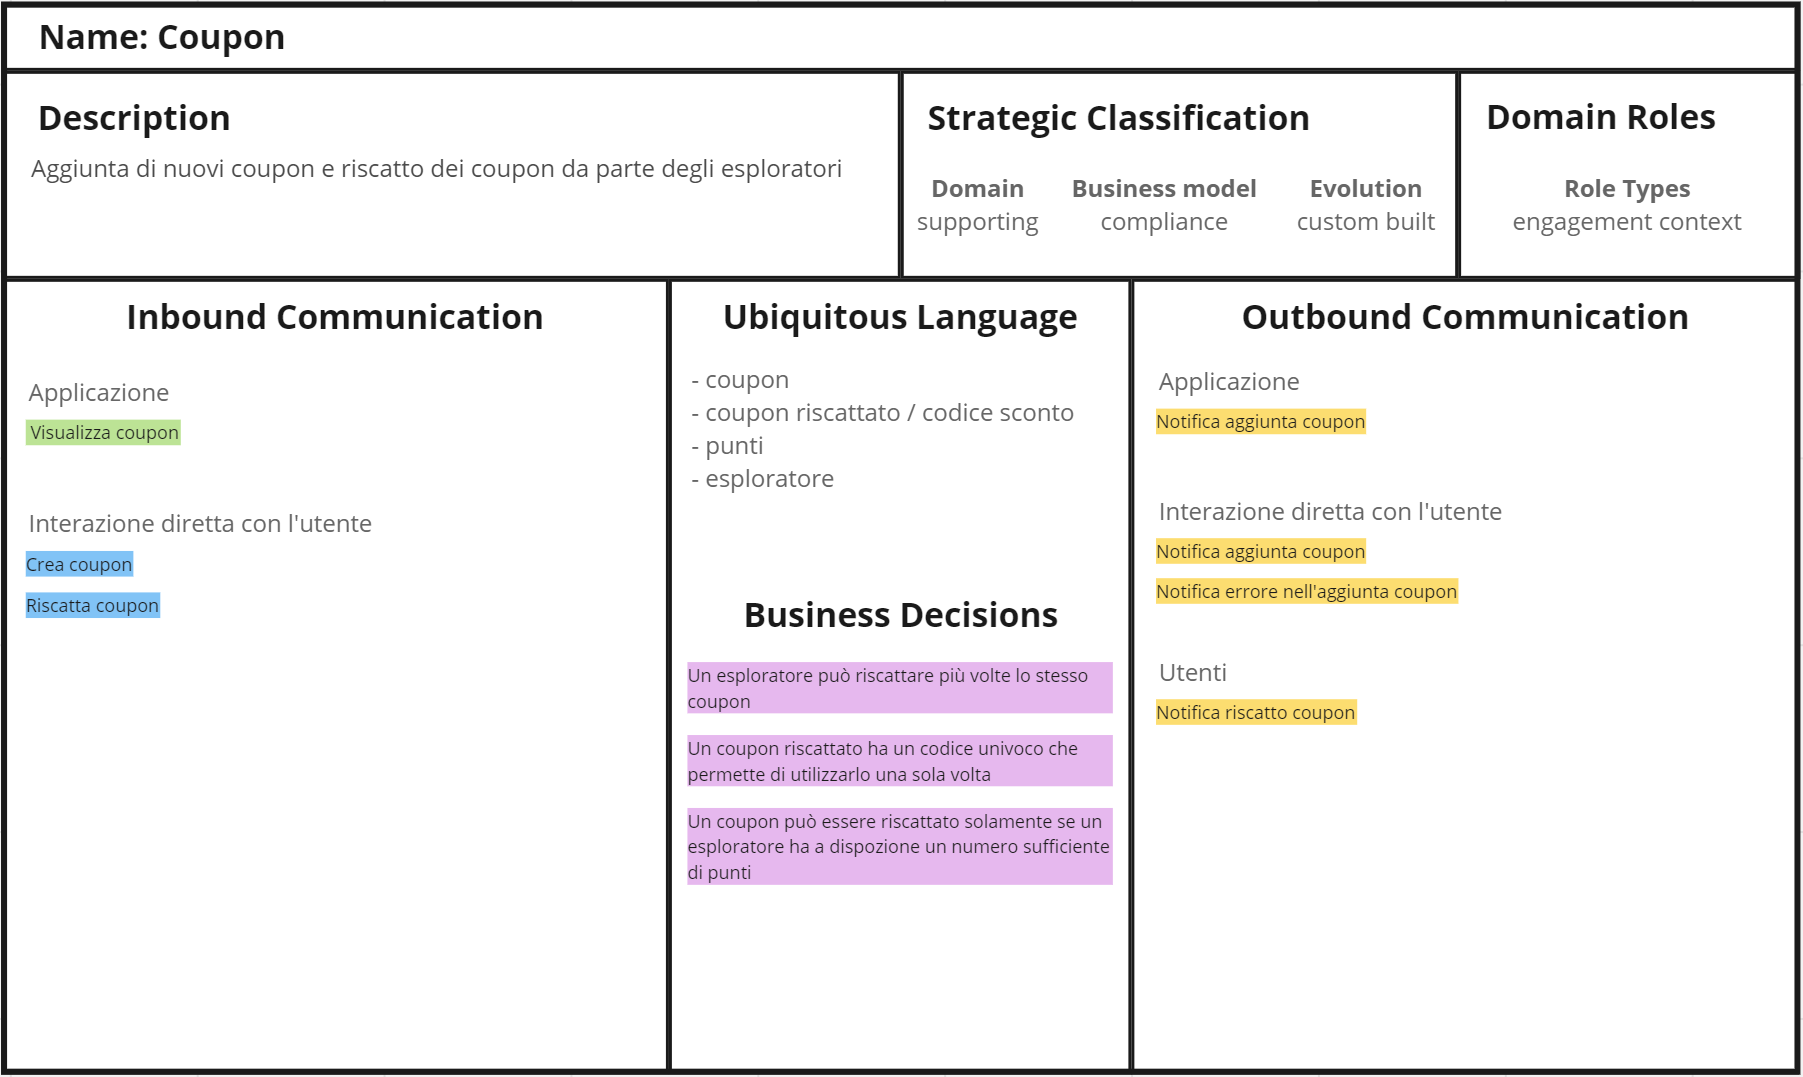 Name: Coupon
Description
Aggiunta di nuovi coupon e riscatto dei coupon da parte degli esploratori
Strategic Classification
Domain
supporting
Business model
compliance
Evolution
custom built
Domain Roles
Role Types
engagement context
Inbound Communication
Applicazione
Visualizza coupon
Interazione diretta con l'utente
Crea coupon
Riscatta coupon
Ubiquitous Language
- coupon
- coupon riscattato / codice sconto
- punti
- esploratore
Business Decisions
Un esploratore può riscattare più volte lo stesso
coupon
Un coupon riscattato ha un codice univoco che
permette di utilizzarlo una sola volta
Un coupon può essere riscattato solamente se un
esploratore ha a dispozione un numero sufficiente
di punti
Outbound Communication
Applicazione
Notifica aggiunta coupon
Interazione diretta con l'utente
Notifica aggiunta coupon
Notifica errore nell'aggiunta coupon
Utenti
Notifica riscatto coupon